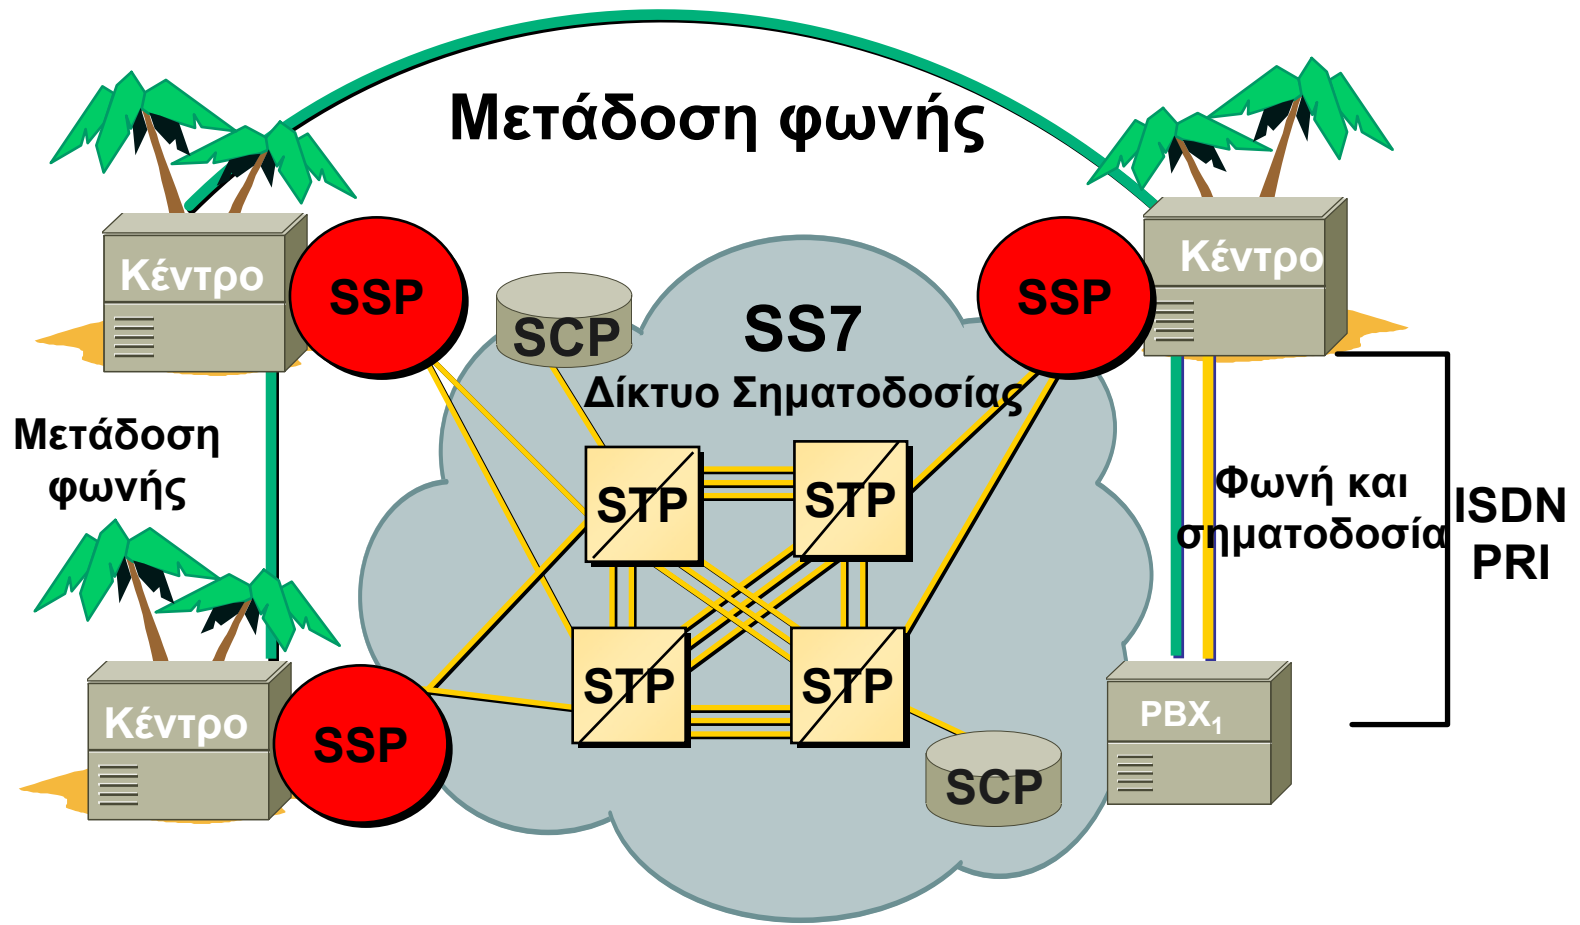 Μετάδοση φωνής
Κέντρο
SSP
SCP
SS7
Δίκτυο Σηματοδοσίας
SSP
Κέντρο
Μετάδοση
φωνής
STP
STP
Φωνή και
σηματοδοσία
ISDN
PRI
STP
STP
Κέντρο
SSP
SCP
PBX1